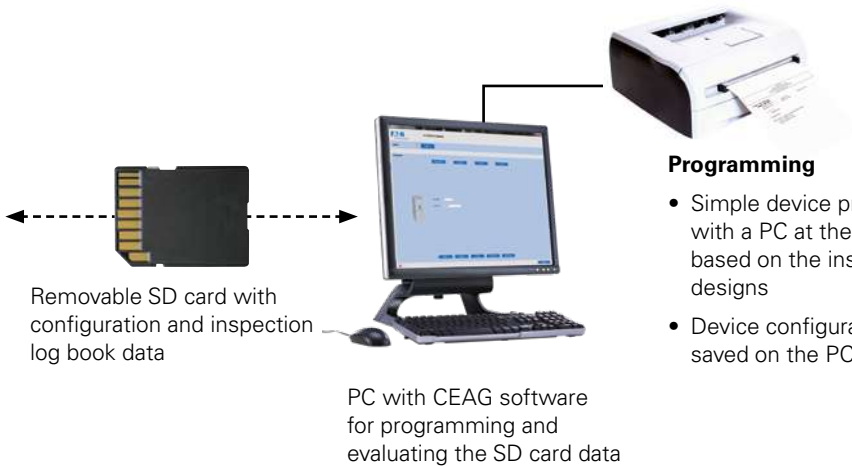 Programming
• Simple device
with a PC at the
based on the
designs
• Device
saved on the PC
Removable SD card with
configuration and inspection
log book data
PC with CEAG software
for programming and
evaluating the SD card data